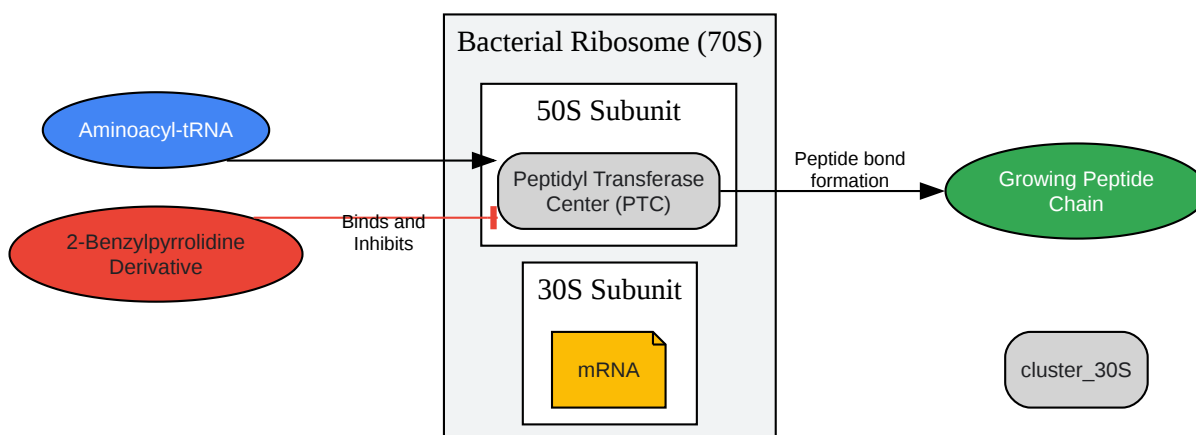 Bacterial Ribosome (70S)
50S Subunit
Aminoacyl-tRNA
Peptidyl Transferase
Center (PTC)
Peptide bond
formation
Growing Peptide
Chain
2-Benzylpyrrolidine
Derivative
Binds and
Inhibits
30S Subunit
mRNA
cluster_30S